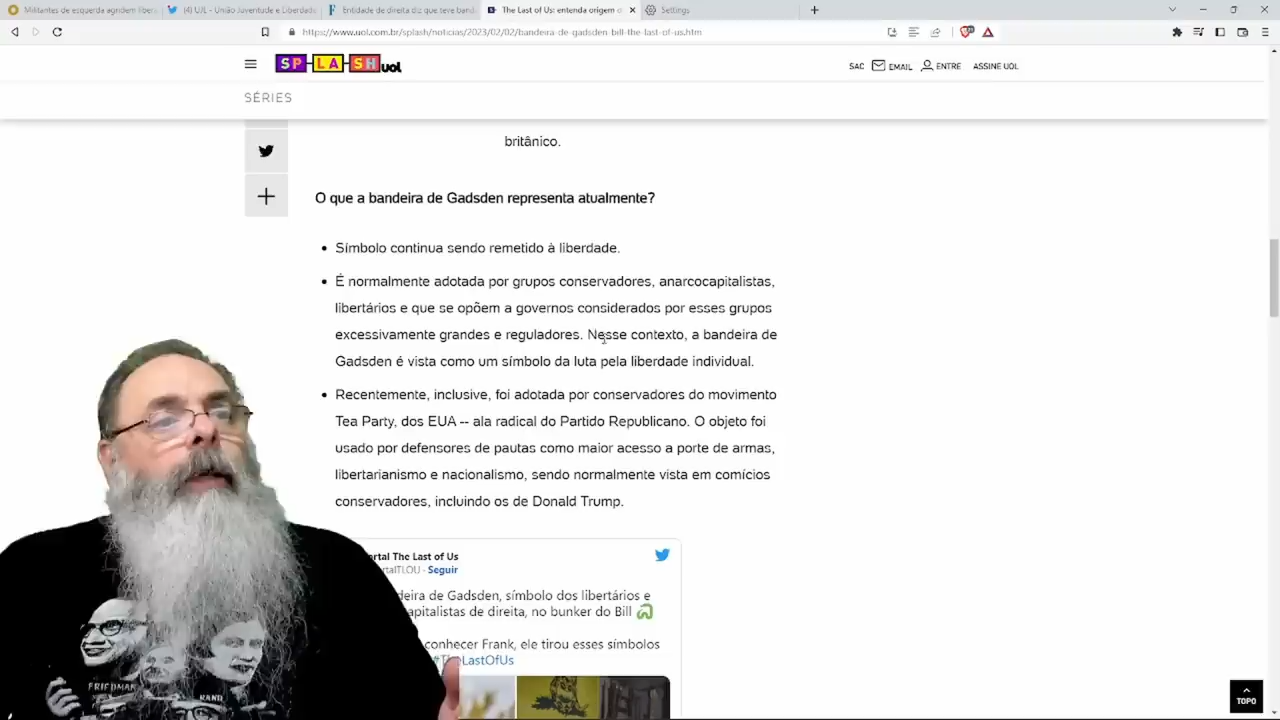 Militantes de esquerda agridem libera
(4) UJL - União Juventude e Liberdade
Entidade de direita diz que teve band
The Last of Us: entenda origem d
Settings
https://www.uol.com.br/splash/noticias/2023/02/02/bandeira-de-gadsden-bill-the-last-of-us.htm
SPLASH uol
SAC EMAIL ENTRE ASSINE UOL
SÉRIES
britânico.
O que a bandeira de Gadsden representa atualmente?
Símbolo continua sendo remetido à liberdade.
É normalmente adotada por grupos conservadores, anarcocapitalistas,
libertários e que se opõem a governos considerados por esses grupos
excessivamente grandes e reguladores. Nesse contexto, a bandeira de
Gadsden é vista como um símbolo da luta pela liberdade individual.
Recentemente, inclusive, foi adotada por conservadores do movimento
Tea Party, dos EUA -- ala radical do Partido Republicano. O objeto foi
usado por defensores de pautas como maior acesso a porte de armas,
libertarianismo e nacionalismo, sendo normalmente vista em comícios
conservadores, incluindo os de Donald Trump.
ortal The Last of Us
rtalTLOU · Seguir
deira de Gadsden, símbolo dos libertários e
apitalistas de direita, no bunker do Bill
conhecer Frank, ele tirou esses símbolos
#TheLastOfUs
FRIEDMAN
RAND
TOPO